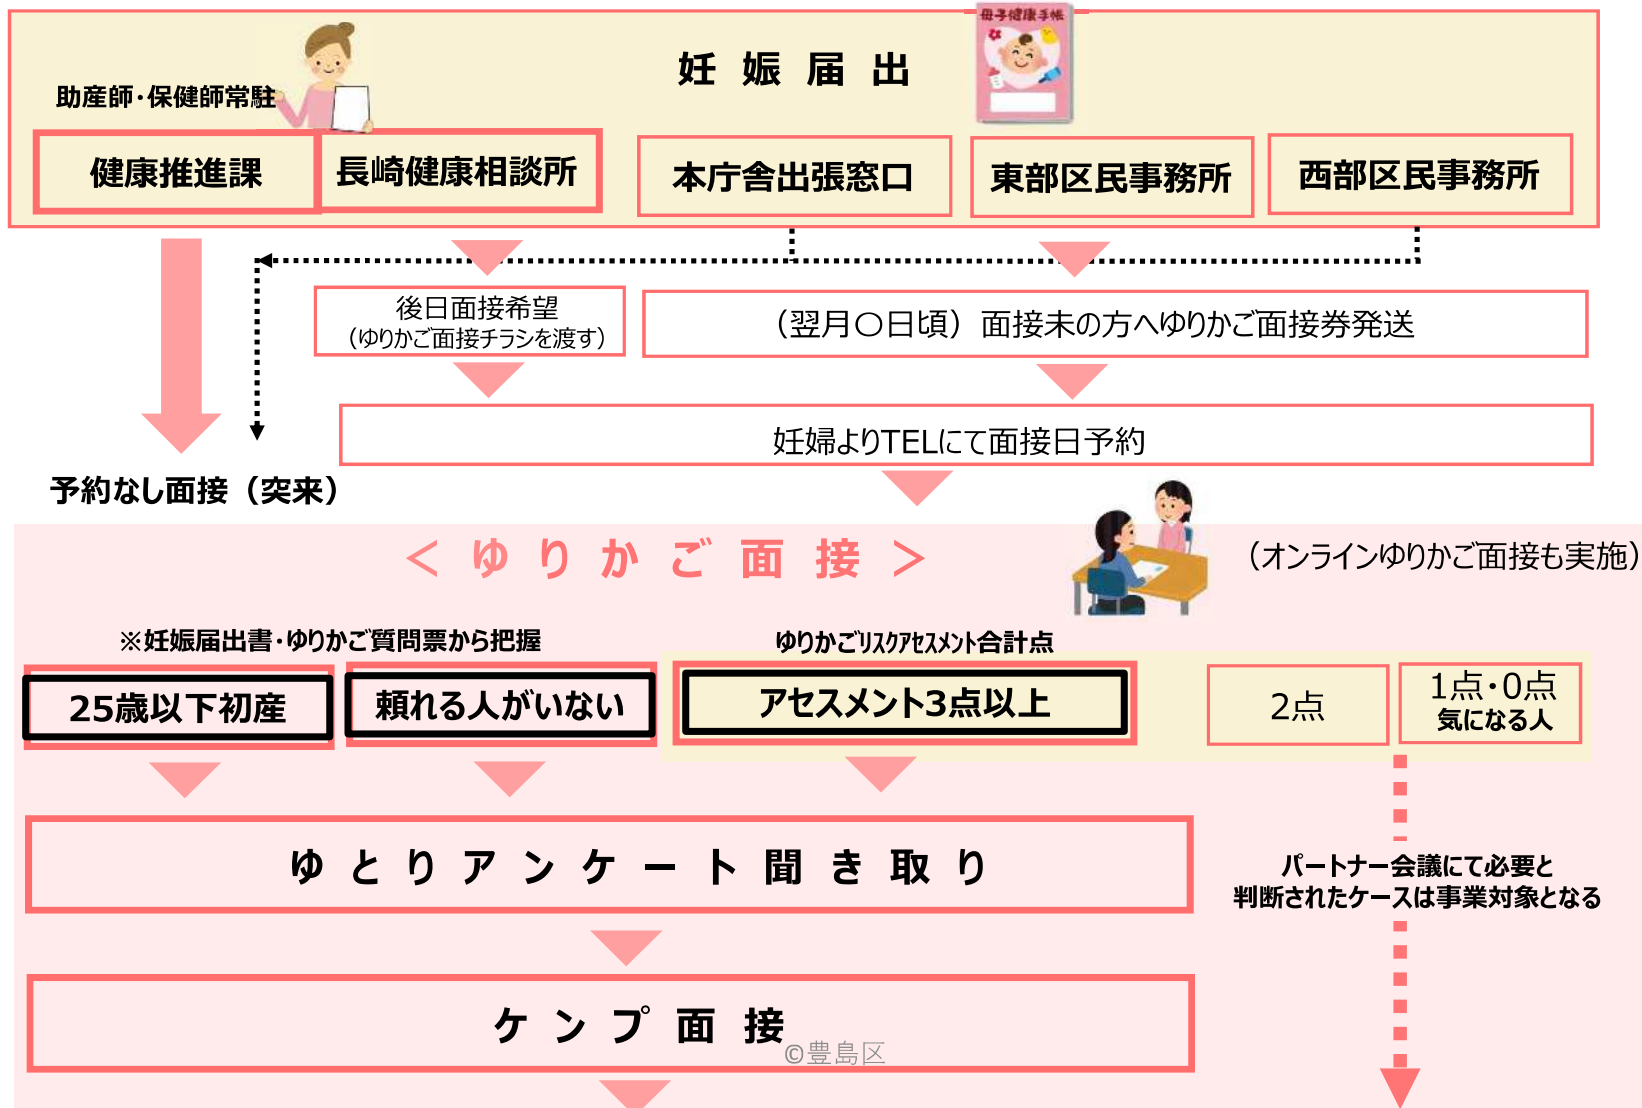 母子健康手帳
妊娠届出
助産師・保健師常駐
健康推進課
長崎健康相談所
本庁舎出張窓口
東部区民事務所
西部区民事務所
後日面接希望
（ゆりかご面接チラシを渡す）
（翌月〇日頃）面接未の方へゆりかご面接券発送
妊婦よりTELにて面接日予約
予約なし面接（突来）
＜ゆりかご面接＞
（オンラインゆりかご面接も実施）
※妊娠届出書・ゆりかご質問票から把握
ゆりかごリスクアセスメント合計点
25歳以下初産
頼れる人がいない
アセスメント3点以上
2点
1点・0点
気になる人
ゆとりアンケート聞き取り
パートナー会議にて必要と
判断されたケースは事業対象となる
ケンプ面接
©豊島区